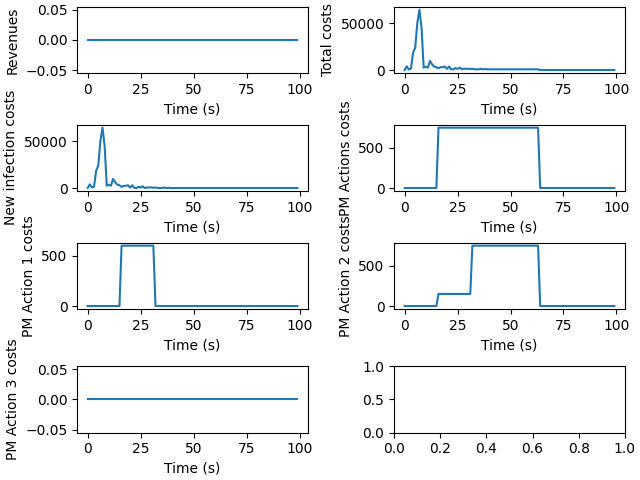 Revenues
0.05
0.00
−0.05
0 25 50 75 100
Time (s)
Total costs
50000
0
0 25 50 75 100
Time (s)
New infection costs
50000
0
0 25 50 75 100
Time (s)
PM Actions costs
500
0
0 25 50 75 100
Time (s)
PM Action 1 costs
500
0
0 25 50 75 100
Time (s)
PM Action 2 costs
500
0
0 25 50 75 100
Time (s)
PM Action 3 costs
0.05
0.00
−0.05
0 25 50 75 100
Time (s)
1.0
0.5
0.0
0.0 0.2 0.4 0.6 0.8 1.0